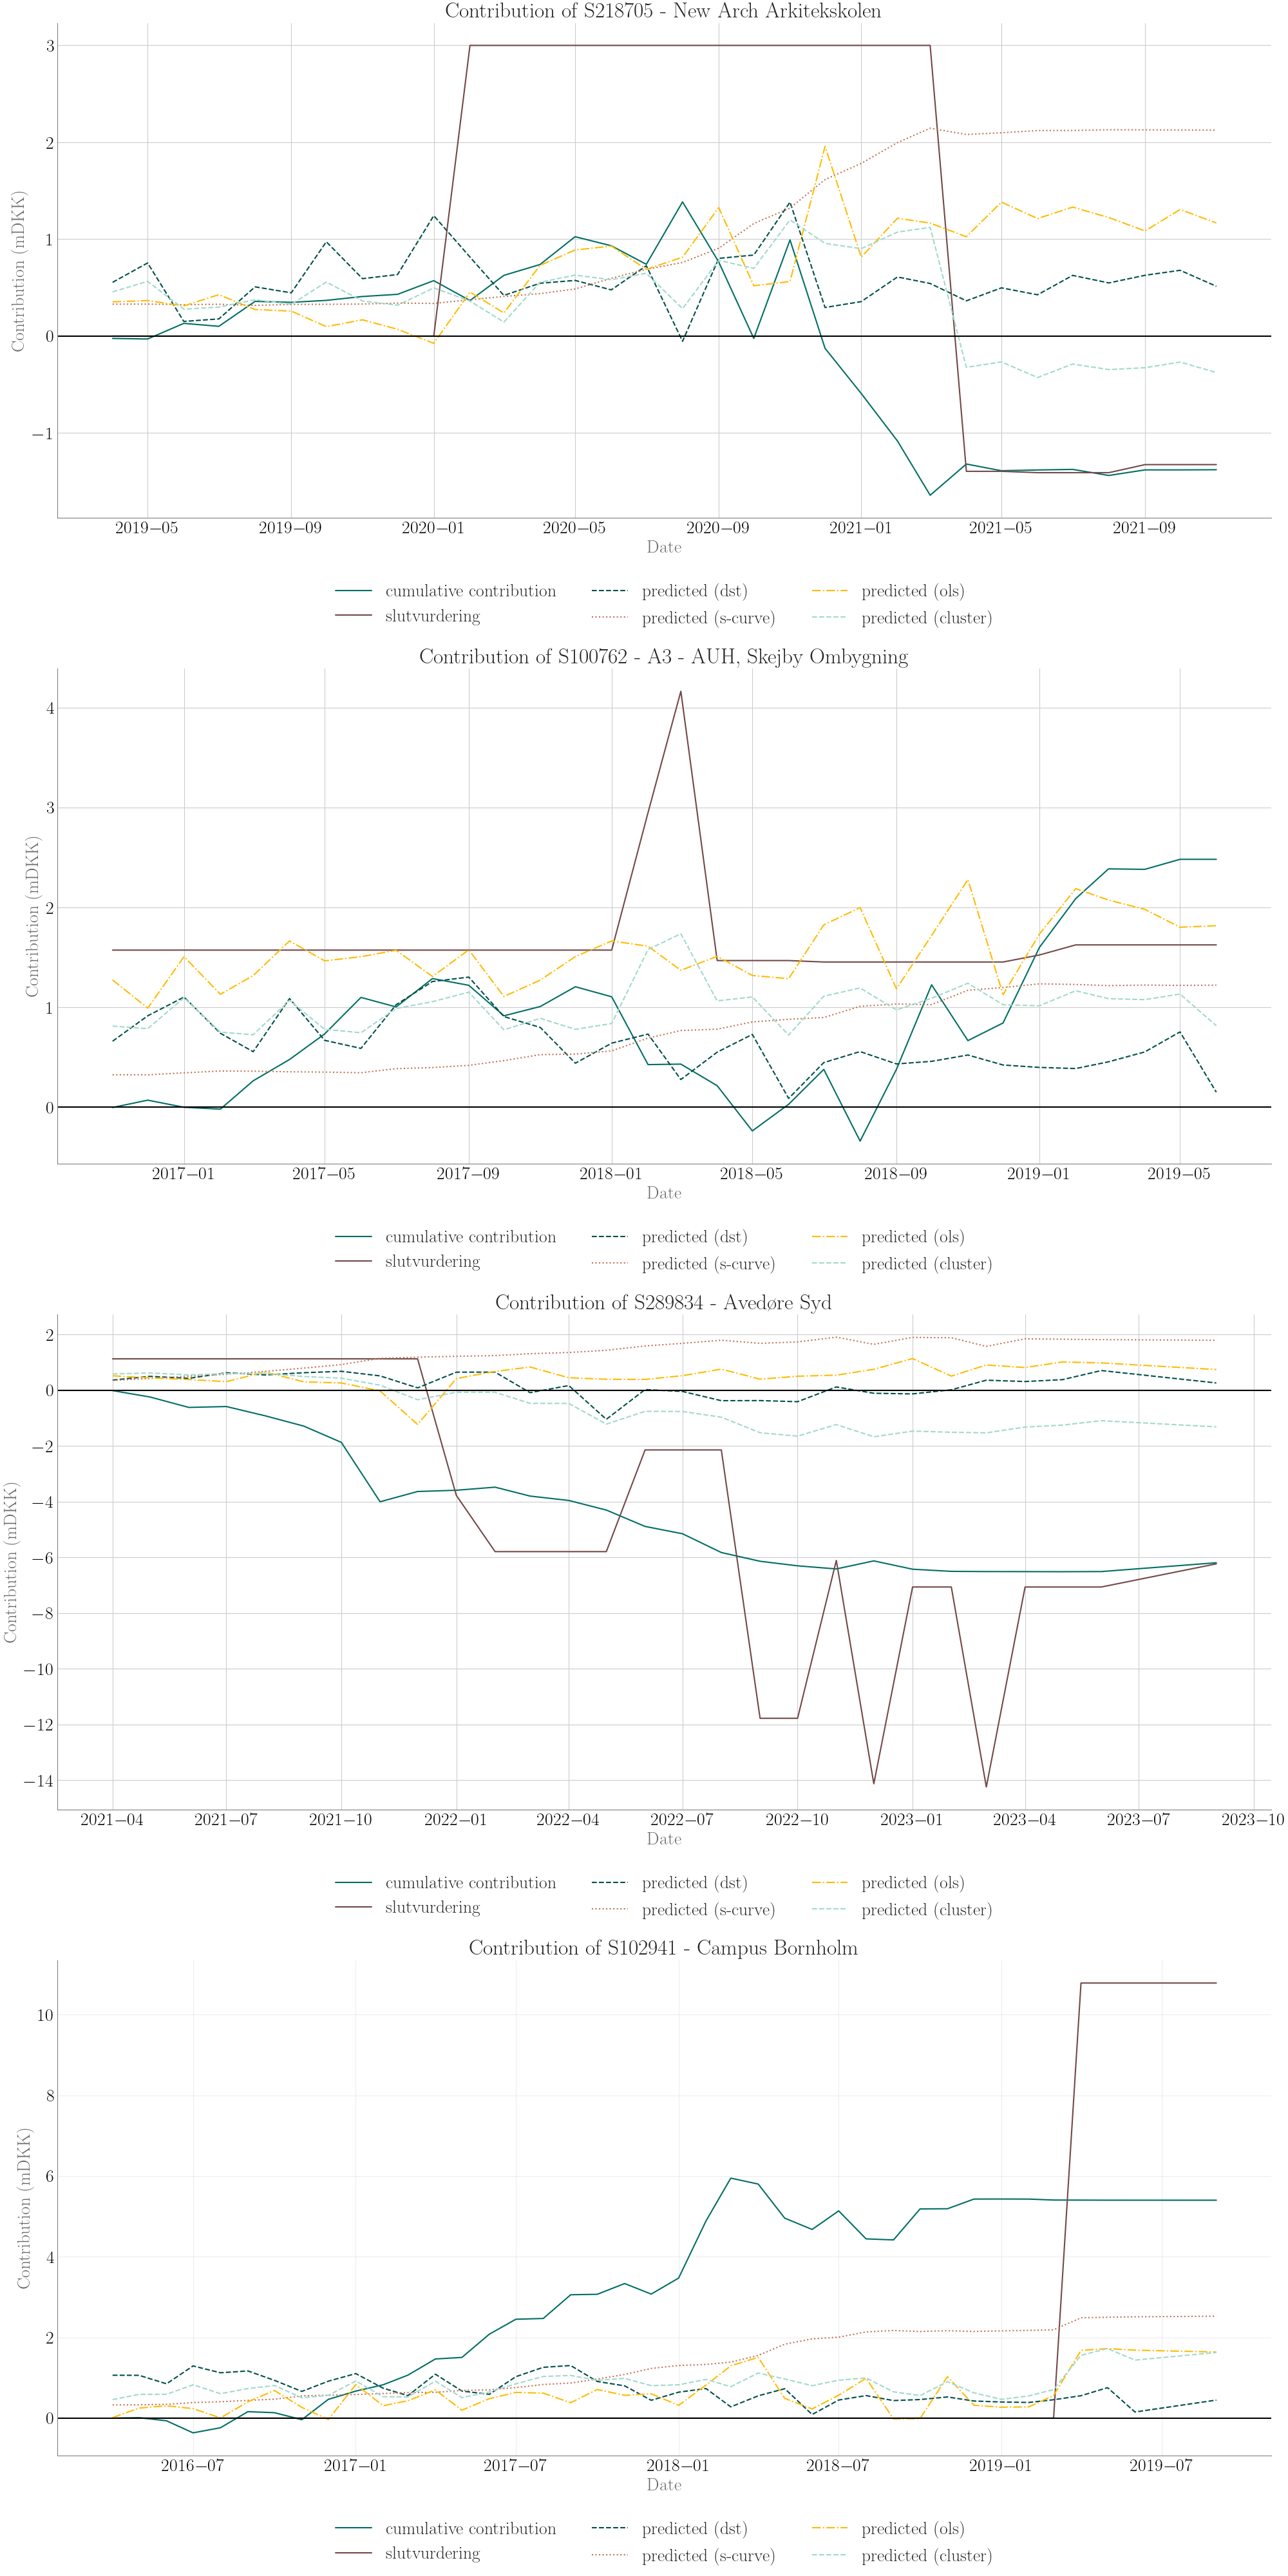 Contribution of S218705 - New Arch Arkitekskolen
Contribution (mDKK)
3
2
1
0
−1
2019−05 2019−09 2020−01 2020−05 2020−09 2021−01 2021−05 2021−09
Date
cumulative contribution predicted (dst) predicted (ols)
slutvurdering predicted (s-curve) predicted (cluster)
Contribution of S100762 - A3 - AUH, Skejby Ombygning
Contribution (mDKK)
4
3
2
1
0
2017−01 2017−05 2017−09 2018−01 2018−05 2018−09 2019−01 2019−05
Date
cumulative contribution predicted (dst) predicted (ols)
slutvurdering predicted (s-curve) predicted (cluster)
Contribution of S289834 - Avedøre Syd
Contribution (mDKK)
2
0
−2
−4
−6
−8
−10
−12
−14
2021−04 2021−07 2021−10 2022−01 2022−04 2022−07 2022−10 2023−01 2023−04 2023−07 2023−10
Date
cumulative contribution predicted (dst) predicted (ols)
slutvurdering predicted (s-curve) predicted (cluster)
Contribution of S102941 - Campus Bornholm
Contribution (mDKK)
10
8
6
4
2
0
2016−07 2017−01 2017−07 2018−01 2018−07 2019−01 2019−07
Date
cumulative contribution predicted (dst) predicted (ols)
slutvurdering predicted (s-curve) predicted (cluster)